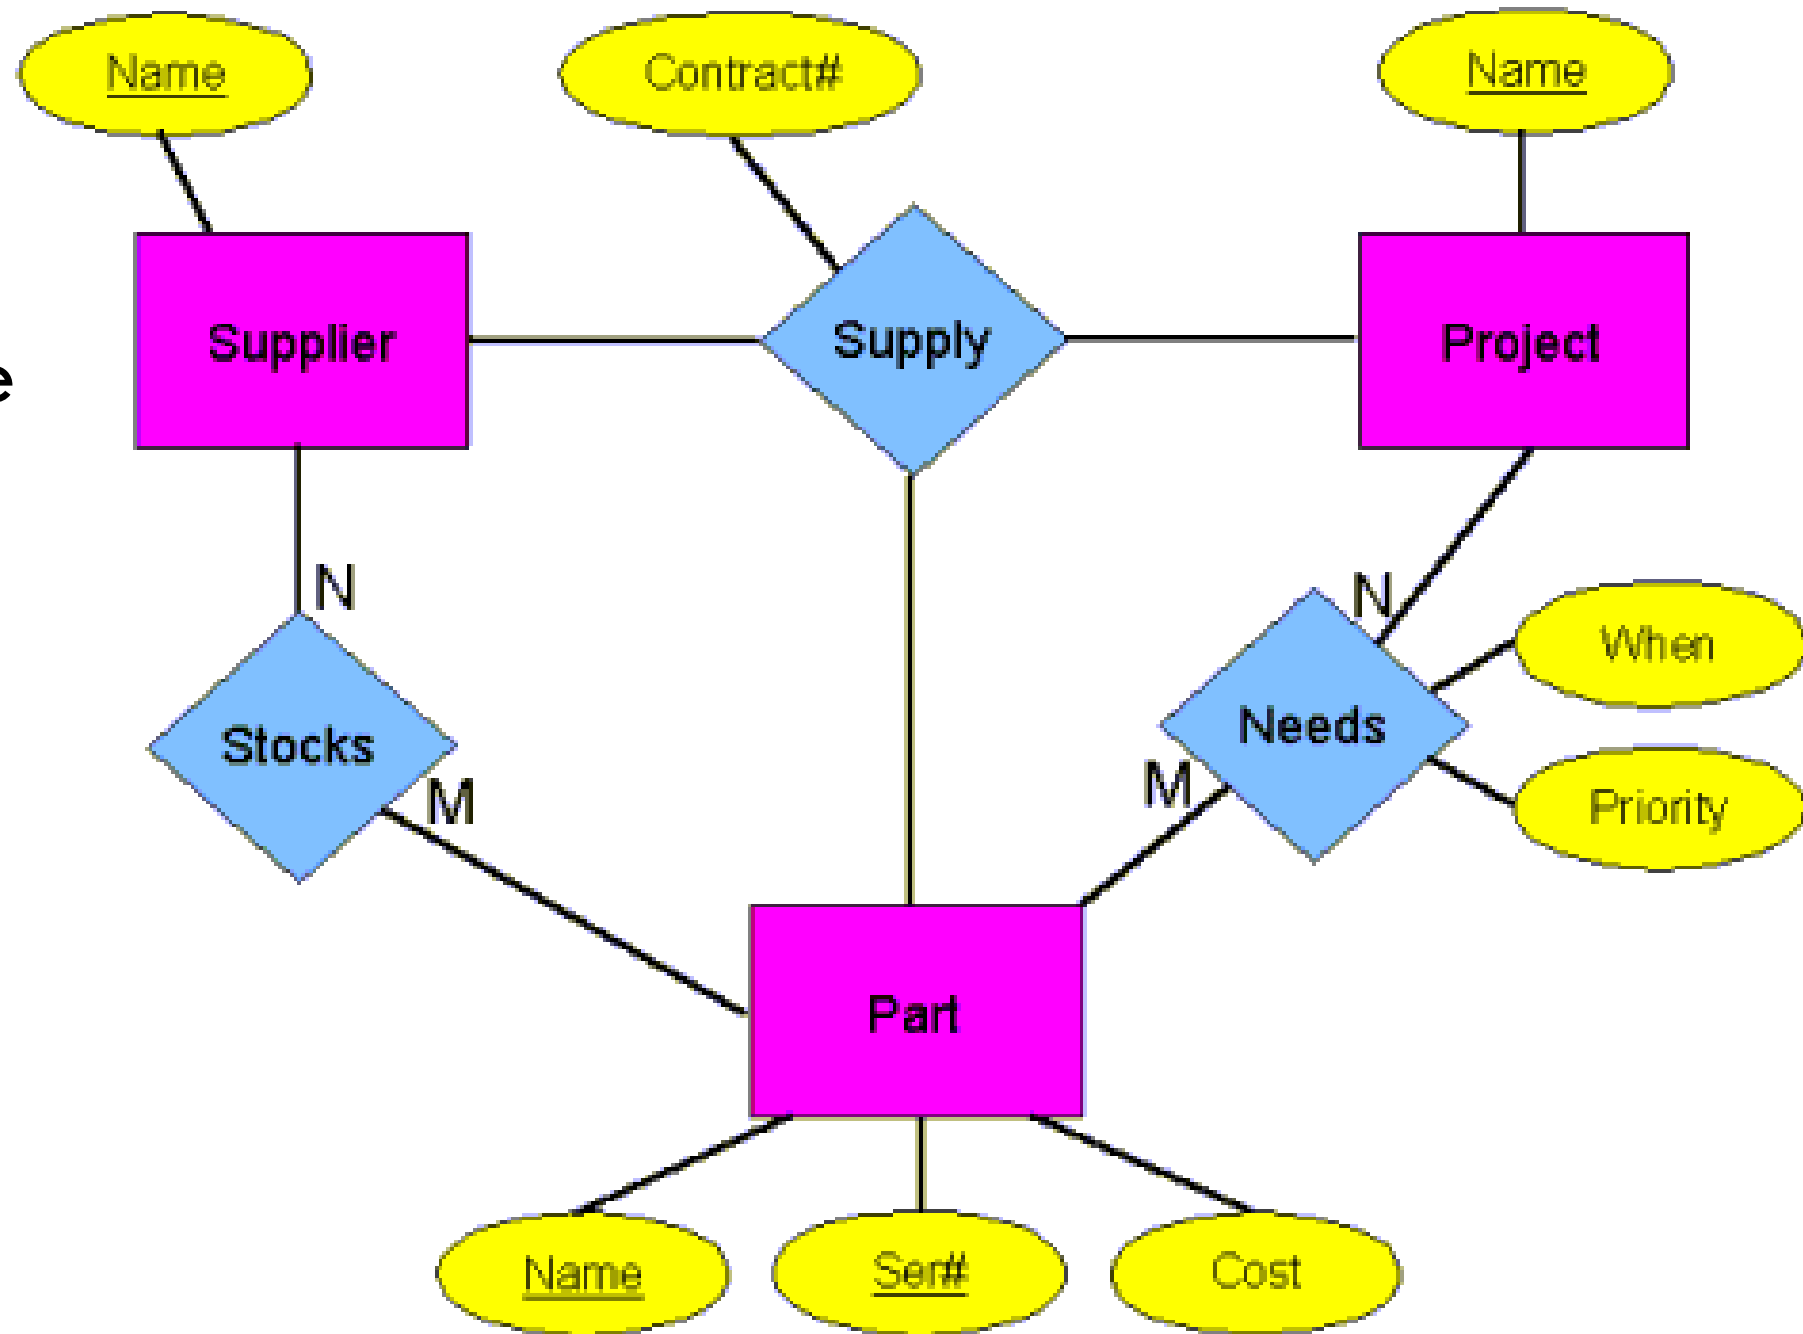 Name
Contract#
Name
Supplier
Supply
Project
e
N
N
When
Stocks
Needs
M
M
Priority
Part
Name
Ser#
Cost